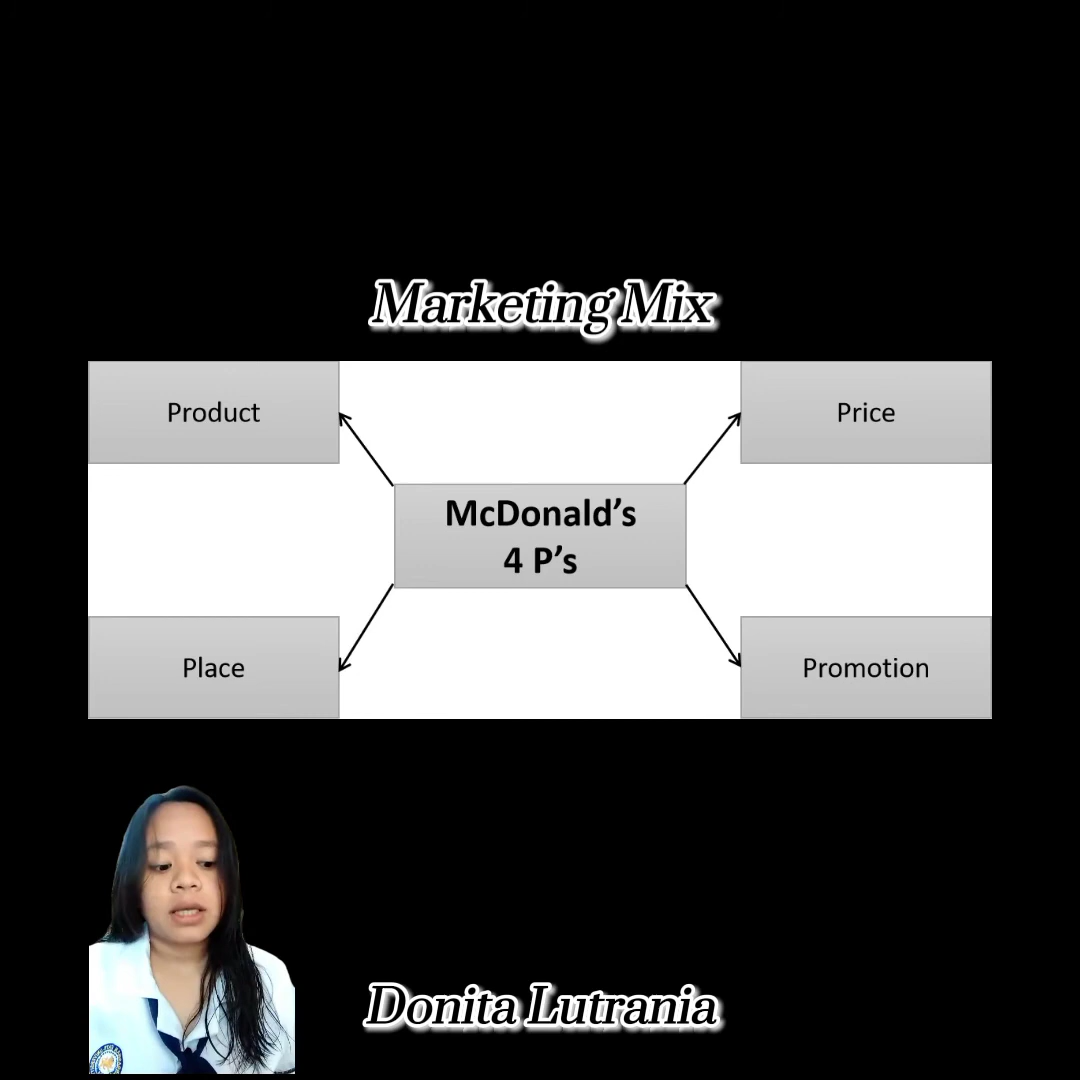 Marketing Mix
Product
Price
McDonald’s
4 P’s
Place
Promotion
Donita Lutrania